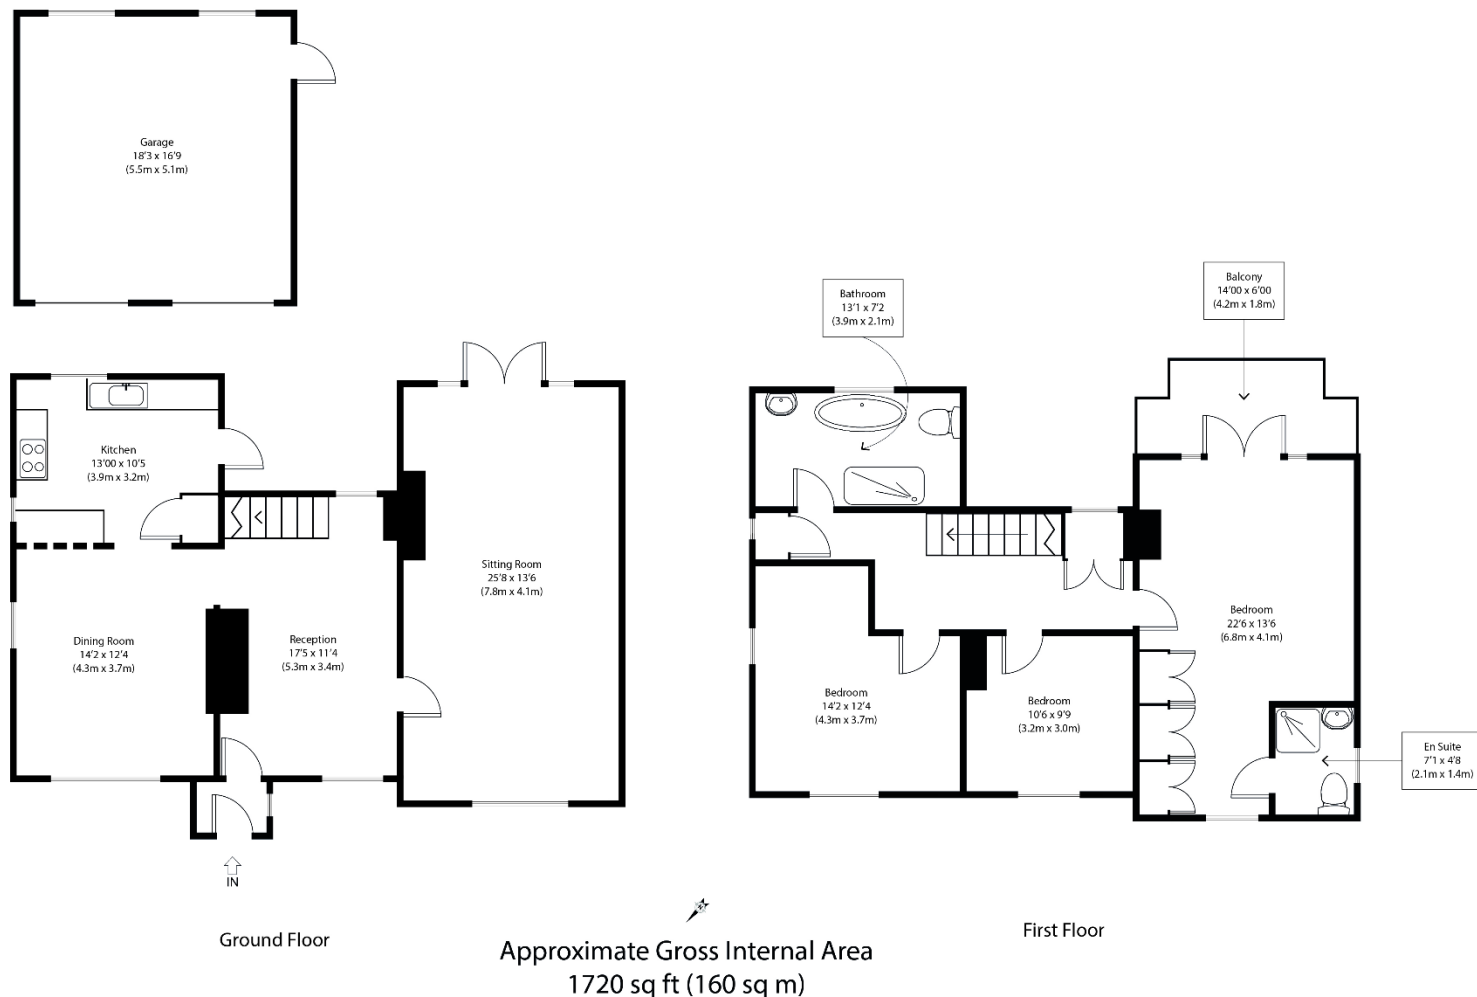 Garage
18'3 x 16'9
(5.5m x 5.1m)
Kitchen
13'00 x 10'5
(3.9m x 3.2m)
Dining Room
14'2 x 12'4
(4.3m x 3.7m)
Reception
17'5 x 11'4
(5.3m x 3.4m)
Sitting Room
25'8 x 13'6
(7.8m x 4.1m)
IN
Ground Floor
Bathroom
13'1 x 7'2
(3.9m x 2.1m)
Balcony
14'00 x 6'00
(4.2m x 1.8m)
Bedroom
22'6 x 13'6
(6.8m x 4.1m)
Bedroom
14'2 x 12'4
(4.3m x 3.7m)
Bedroom
10'6 x 9'9
(3.2m x 3.0m)
En Suite
7'1 x 4'8
(2.1m x 1.4m)
First Floor
N
Approximate Gross Internal Area
1720 sq ft (160 sq m)